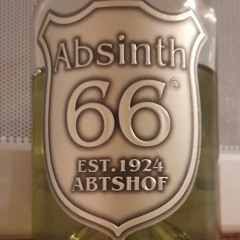 Absinth
66©
EST.1924
ABTSHOF